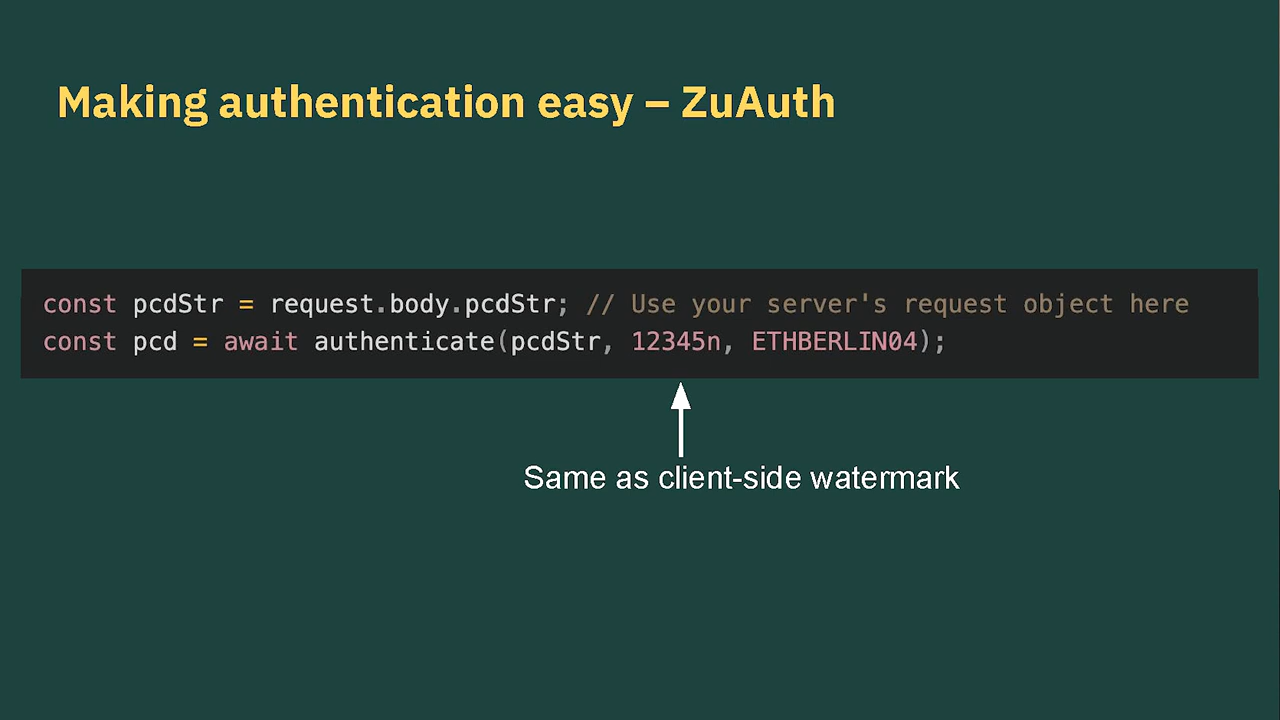 Making authentication easy – ZuAuth
const pcdStr = request.body.pcdStr; // Use your server's request object here
const pcd = await authenticate(pcdStr, 12345n, ETHBERLIN04);
Same as client-side watermark